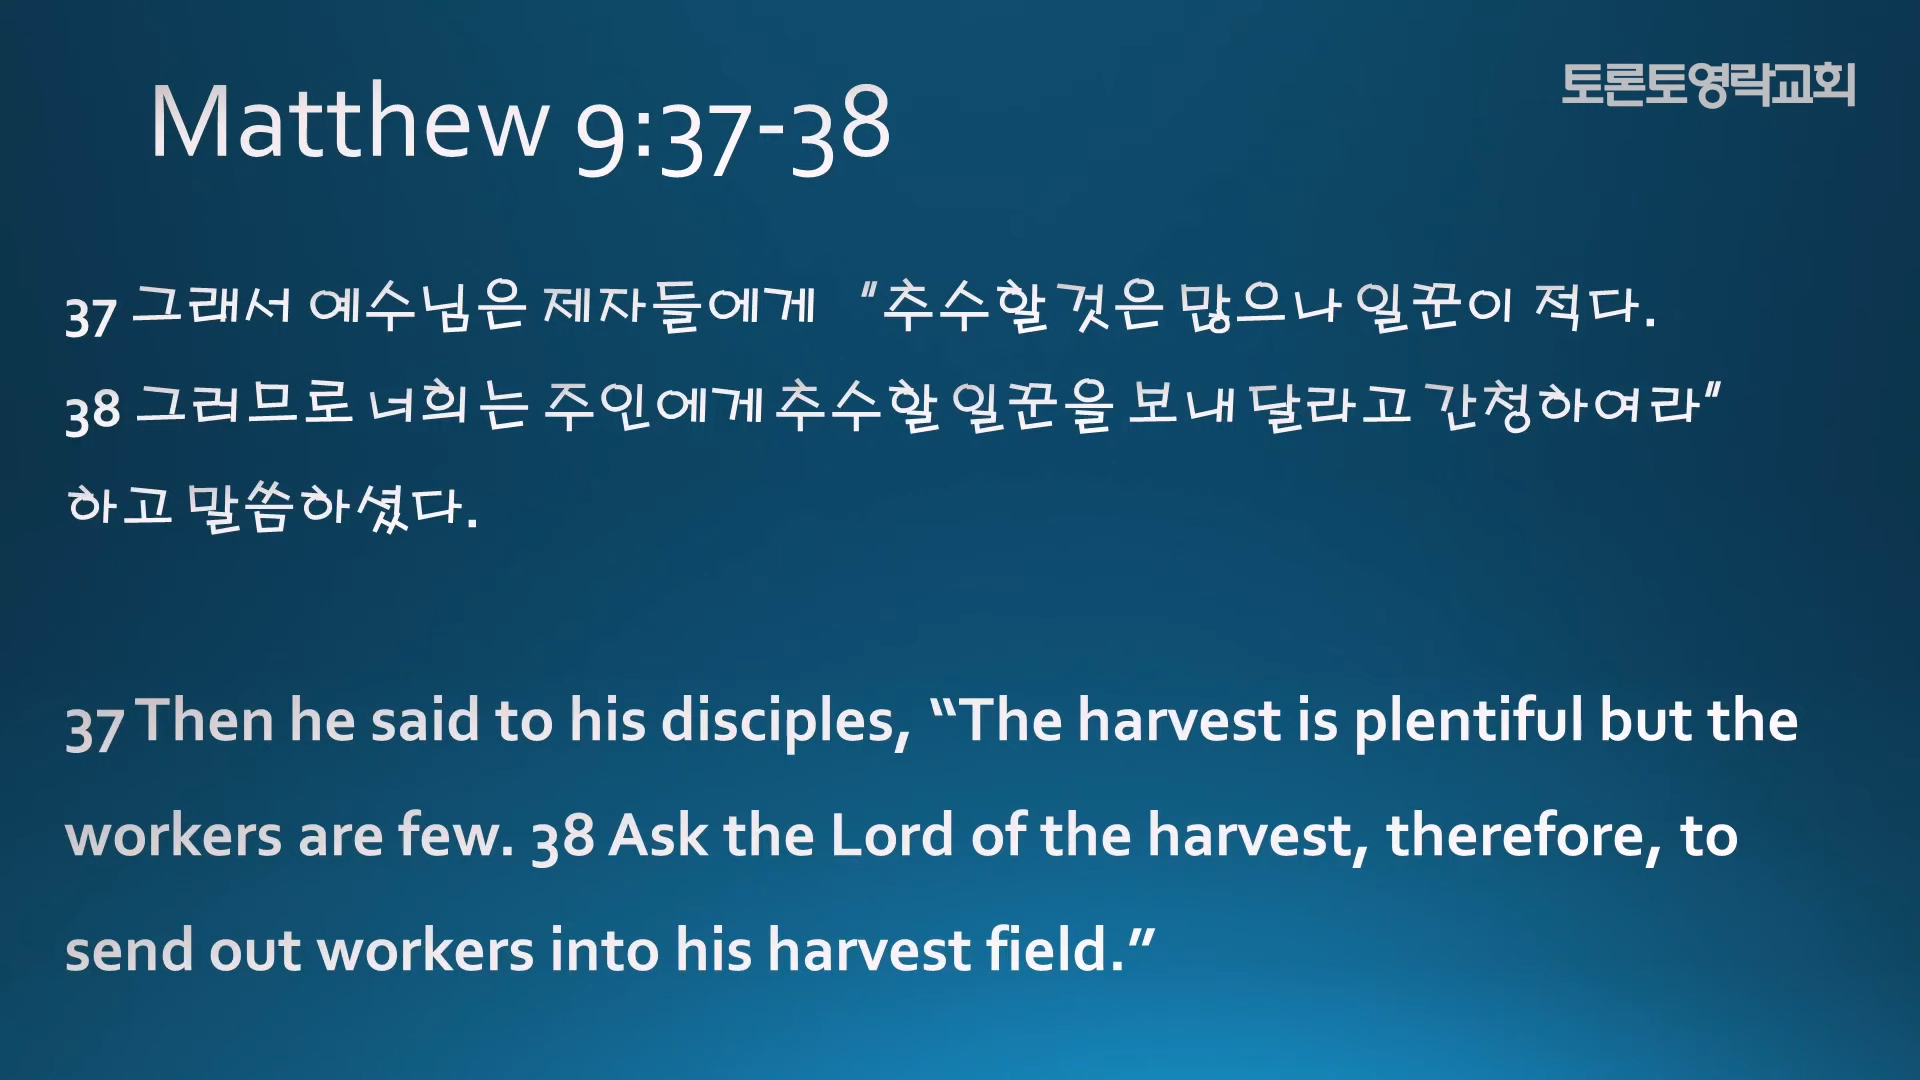 Matthew 9:37-38
토론토영락교회
37 그래서 예수님은 제자들에게 “추수할 것은 많으나 일꾼이 적다.
38 그러므로 너희는 주인에게 추수할 일꾼을 보내 달라고 간청하여라”
하고 말씀하셨다.
37 Then he said to his disciples, “The harvest is plentiful but the
workers are few. 38 Ask the Lord of the harvest, therefore, to
send out workers into his harvest field.”